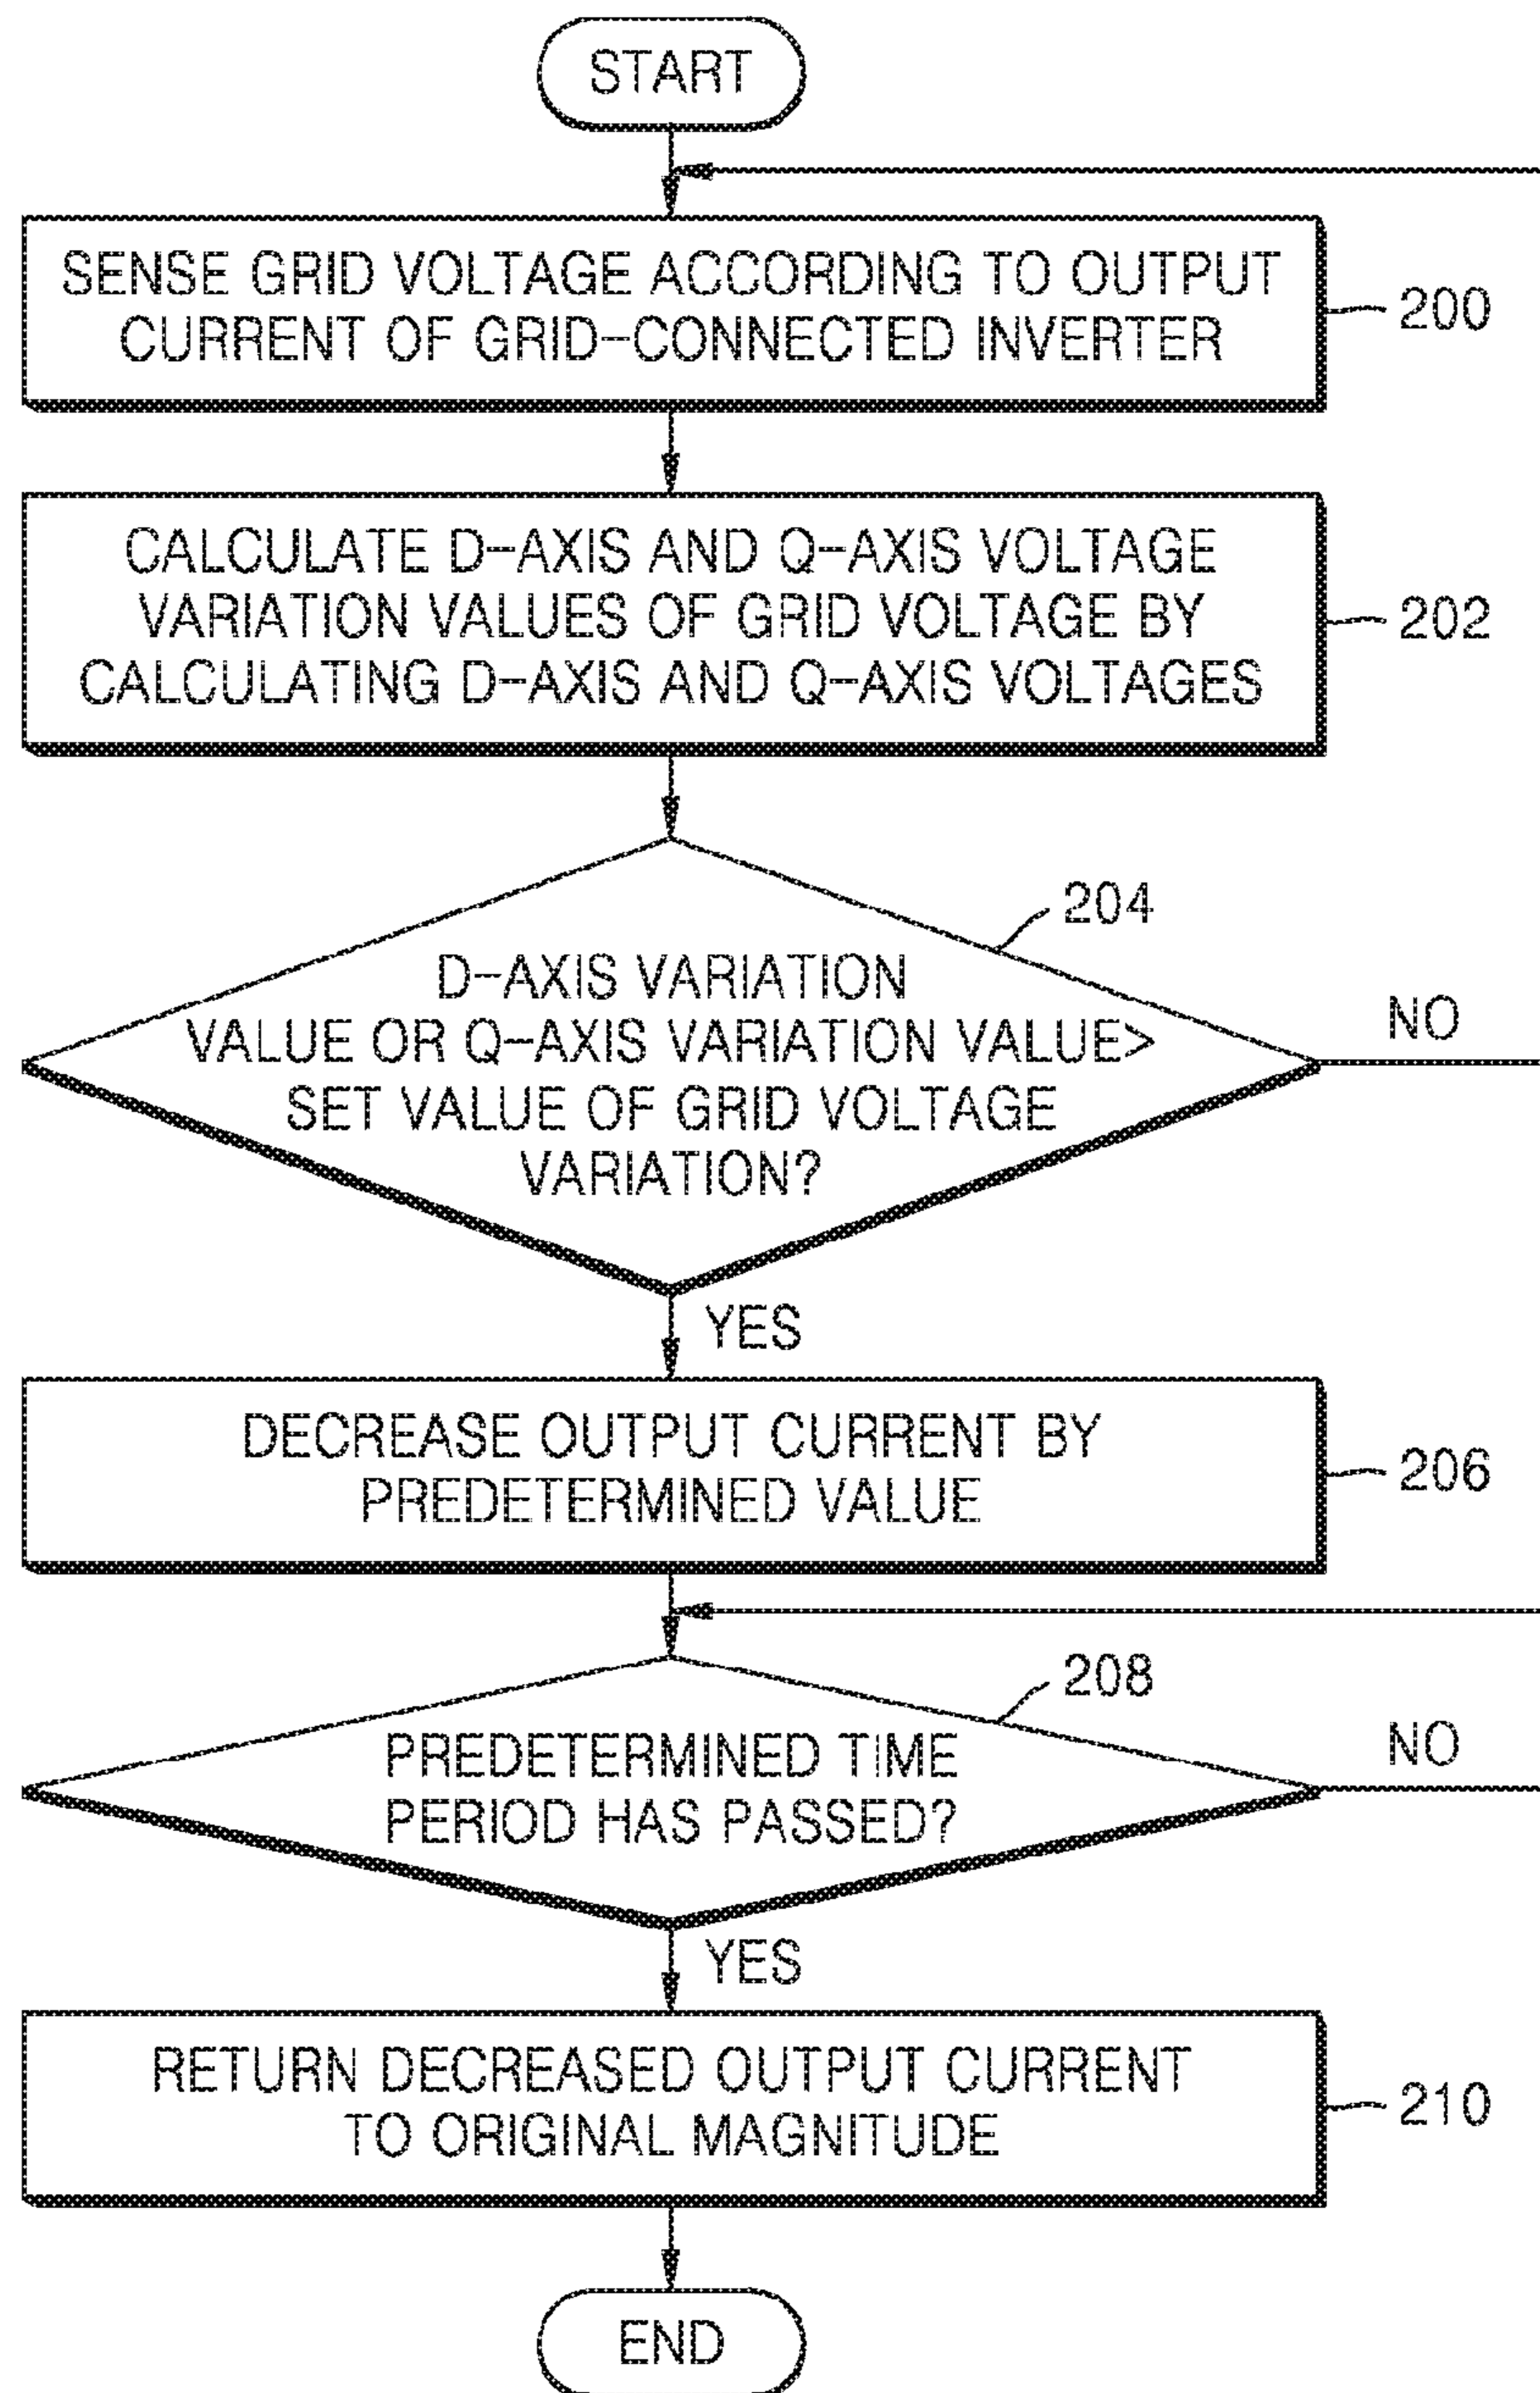 START
SENSE GRID VOLTAGE ACCORDING TO OUTPUT
CURRENT OF GRID-CONNECTED INVERTER
200
CALCULATE D-AXIS AND Q-AXIS VOLTAGE
VARIATION VALUES OF GRID VOLTAGE BY
CALCULATING D-AXIS AND Q-AXIS VOLTAGES
202
204
D-AXIS VARIATION
VALUE OR Q-AXIS VARIATION VALUE>
SET VALUE OF GRID VOLTAGE
VARIATION?
NO
YES
DECREASE OUTPUT CURRENT BY
PREDETERMINED VALUE
206
208
PREDETERMINED TIME
PERIOD HAS PASSED?
NO
YES
RETURN DECREASED OUTPUT CURRENT
TO ORIGINAL MAGNITUDE
210
END